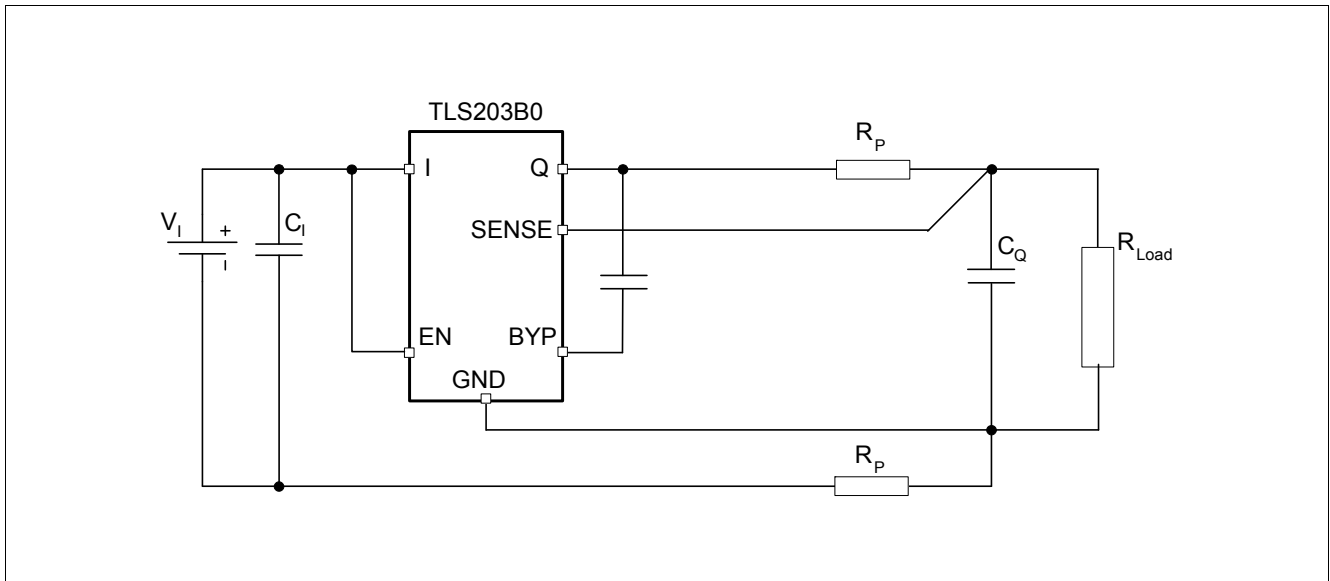 TLS203B0
R_P
I
Q
V_I
+
C_I
SENSE
C_Q
R_Load
EN
BYP
GND
R_P